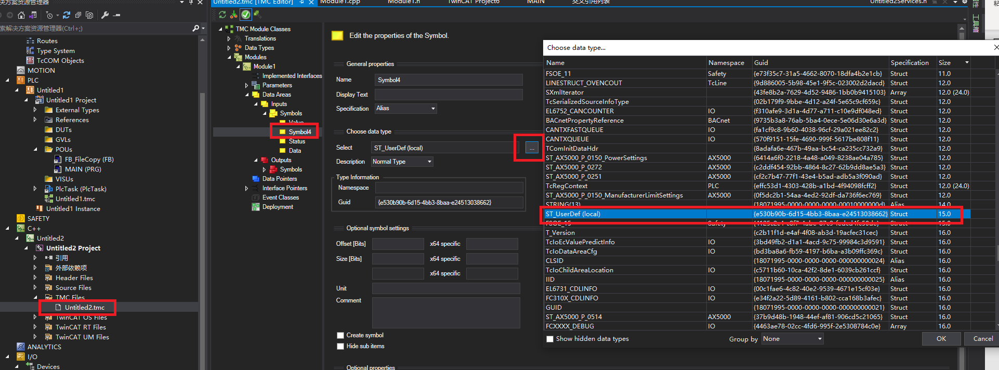 决方案资源管理器
索解决方案资源管理器(Ctrl+;)
Routes
Type System
TcCOM Objects
MOTION
PLC
Untitled1
Untitled1 Project
External Types
References
DUTs
GVLs
POUs
FB_FileCopy (FB)
MAIN (PRG)
VISUs
PlcTask (PlcTask)
Untitled1.tmc
Untitled1 Instance
SAFETY
C++
Untitled2
Untitled2 Project
引用
外部依赖项
Header Files
Source Files
TMC Files
Untitled2.tmc
TwinCAT OS Files
TwinCAT RT Files
TwinCAT UM Files
ANALYTICS
I/O
Devices
Untitled2.tmc [TMC Editor]
Module1.cpp
Module1.h
TwinCAT Project6
MAIN
交叉引用列表
Untitled2Services.h
工具箱
TMC Module Classes
Translations
Data Types
Modules
Module1
Implemented Interfaces
Parameters
Data Areas
Inputs
Symbols
Value
Symbol4
Status
Data
Outputs
Symbols
Data Pointers
Interface Pointers
Event Classes
Deployment
Edit the properties of the Symbol.
General properties
Name Symbol4
Display Text
Specification Alias
Choose data type
Select ST_UserDef (local) ...
Description Normal Type
Type Information
Namespace
Guid {e530b90b-6d15-4bb3-8baa-e24513038662}
Optional symbol settings
Offset [Bits] x64 specific
Size [Bits] x64 specific
x64 specific
Unit
Comment
Create symbol
Hide sub items
Optional properties
Choose data type...
Name Namespace Guid Specification Size
FSOE_11 Safety {e73f35c7-31a5-4662-8070-18dfa4b2e1cb} Struct 11.0
LINESTRUCT_OVENCOUT TcLine {9d886005-5b98-45e1-9f5c-023002d2dacd} Struct 12.0
SXmlIterator {43fe8b2a-7629-4d52-9486-1bb0b9415103} Array 12.0 (24.0)
TcSerializedSourceInfoType {02b179f9-9bbe-4d12-a24f-5e65c9cf659c} Struct 12.0
EL6752_CANCOUNTER IO {f310afe9-3d1a-4d77-a711-c10e9df048ed} Struct 12.0
BACnetPropertyReference BACnet {9735b3a8-76ab-5ba4-0ece-5e06d30e6a3d} Struct 12.0
CANTXFASTQUEUE IO {fa1cf9c8-9b60-4038-96cf-29a021ee82c2} Struct 12.0
CANTXQUEUE IO {570f9151-15fe-4690-999f-5617be808f11} Struct 12.0
TComInitDataHdr {8adafa6e-467b-49aa-bc54-ca235cc732a9} Struct 12.0
ST_AX5000_P_0150_PowerSettings AX5000 {6414a6f0-2218-4a48-a049-8238ae04a785} Struct 12.0
ST_AX5000_P_0272 AX5000 {c2ddf454-92bb-4864-8c27-62b9dd8ae5a3} Struct 12.0
ST_AX5000_P_0251 AX5000 {cf2c7b47-77f1-43e4-b5ad-adb5a3f090ad} Struct 12.0
TcRegContext PLC {effc53d1-4303-428b-a1bd-4f94098fcff2} Struct 12.0 (24.0)
ST_AX5000_P_0150_ManufacturerLimitSettings AX5000 {0f5dc2b1-54aa-4ed2-92df-da736f6ec769} Struct 12.0
STRING(13) {18071995-0000-0000-0000-00010000000d} Alias 14.0
ST_UserDef (local) {e530b90b-6d15-4bb3-8baa-e24513038662} Struct 15.0
FSOE_15 Safety Struct 15.0
T_Version {c2b11f1d-e4af-4f08-ab3d-19acfec31cec} Struct 16.0
TcIoEcValuePredictInfo IO {3bd49fb2-d1a1-4acd-9c75-99984c3d9591} Struct 16.0
TcIoDataAreaCfg IO {bd3ba8a6-fb59-4197-b6ba-a3b09ffc369c} Struct 16.0
CLSID {18071995-0000-0000-0000-000000000024} Alias 16.0
TcIoChildAreaLocation IO {c5711b60-10ca-42f2-8de1-6039cb261ccf} Struct 16.0
IID {18071995-0000-0000-0000-000000000025} Alias 16.0
EL6731_CDLINFO IO {00c1fae6-4c82-40e2-9539-4671e15cf03e} Struct 16.0
FC310X_CDLINFO IO {e34f2a22-5d89-4161-b802-cca168b3afec} Struct 16.0
GUID {18071995-0000-0000-0000-000000000021} Struct 16.0
ST_AX5000_P_0514 AX5000 {37b9d48b-1948-44ef-af81-906cd5c21065} Struct 16.0
FCXXXX_DEBUG IO {4463ae78-02cc-4fd6-995f-2e5308784c0e} Array 16.0
Show hidden data types
Group by None
OK
Cancel